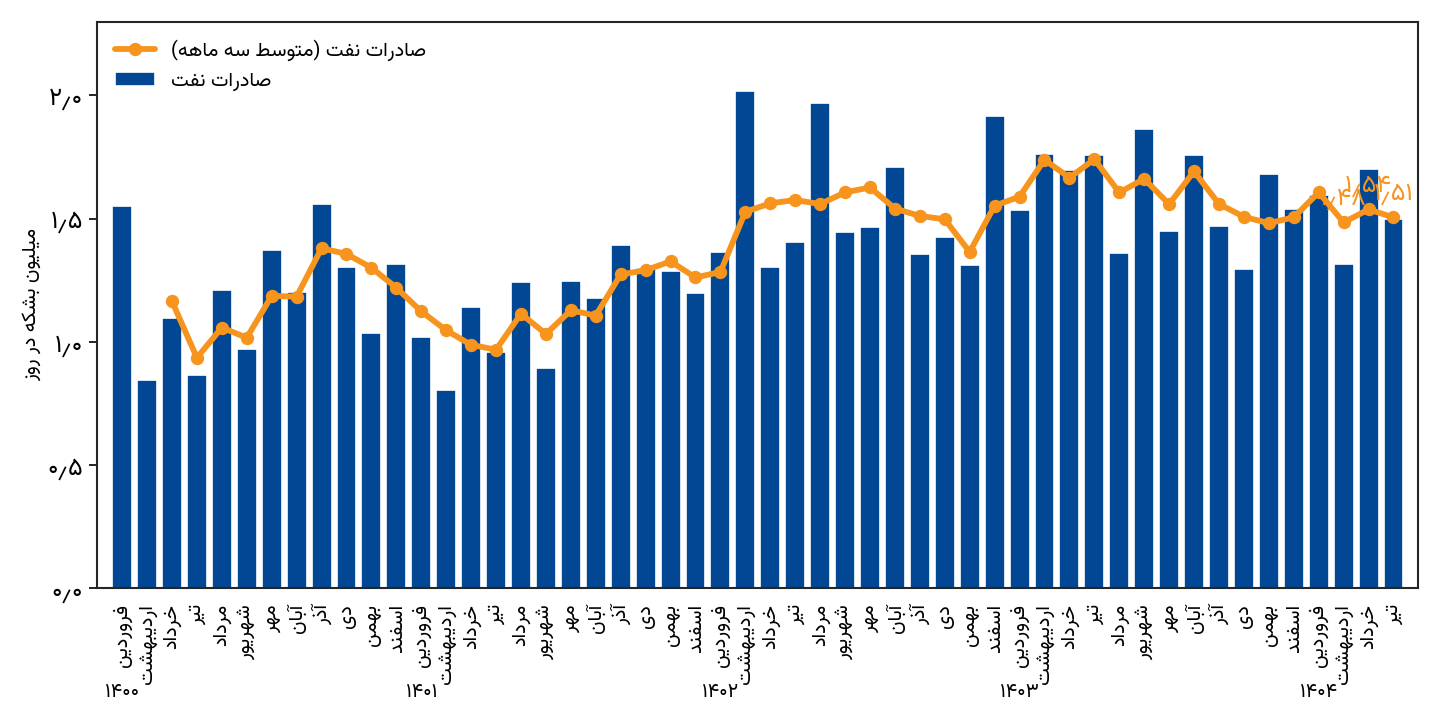 صادرات نفت (متوسط سه ماهه)
صادرات نفت
میلیون بشکه در روز
۲٫۰
۱٫۵
۱٫۰
۰٫۵
۰٫۰
۱٫۵۴
۱٫۵۱
فروردین
اردیبهشت
خرداد
تیر
مرداد
شهریور
مهر
آبان
آذر
دی
بهمن
اسفند
فروردین
اردیبهشت
خرداد
تیر
مرداد
شهریور
مهر
آبان
آذر
دی
بهمن
اسفند
فروردین
اردیبهشت
خرداد
تیر
مرداد
شهریور
مهر
آبان
آذر
دی
بهمن
اسفند
فروردین
اردیبهشت
خرداد
تیر
مرداد
شهریور
مهر
آبان
آذر
دی
بهمن
اسفند
فروردین
اردیبهشت
خرداد
تیر
۱۴۰۰
۱۴۰۱
۱۴۰۲
۱۴۰۳
۱۴۰۴